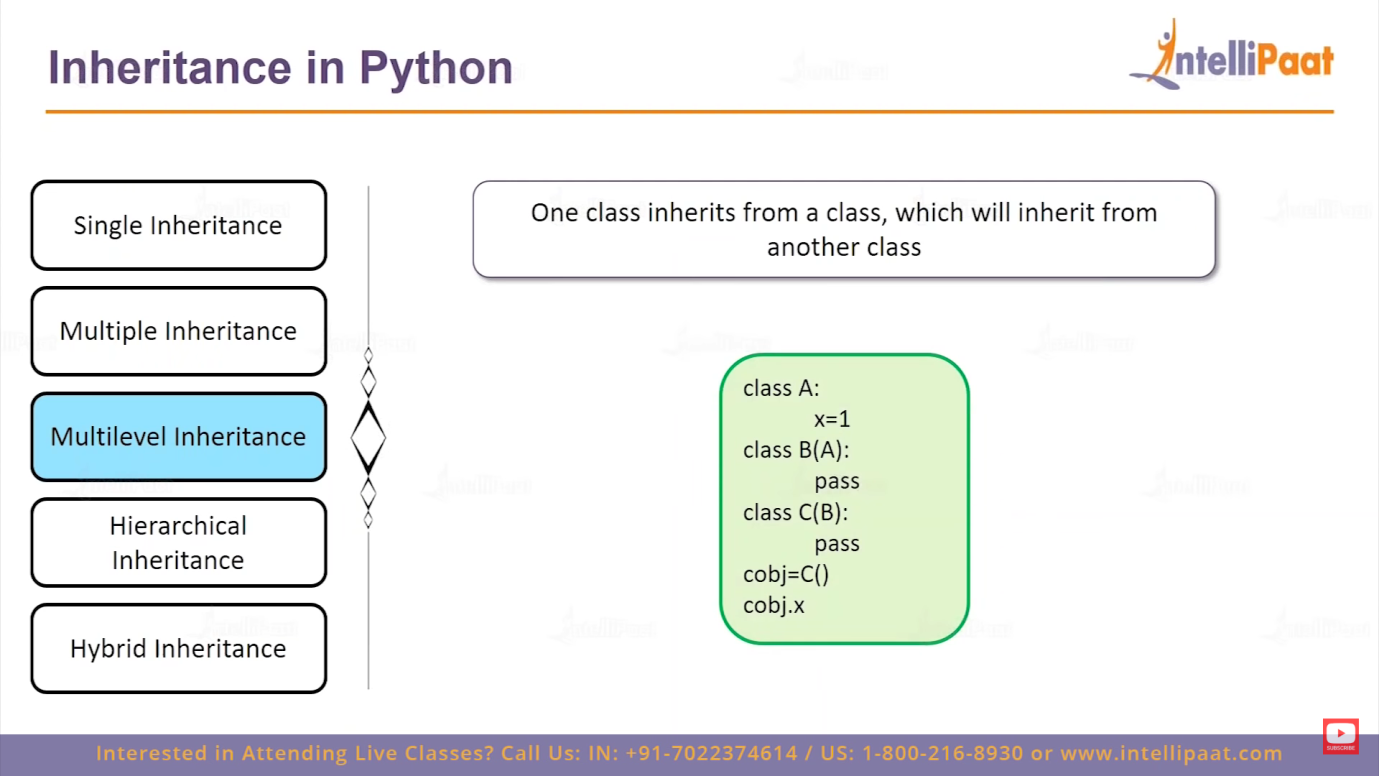 Inheritance in Python
IntelliPaat
Single Inheritance
Multiple Inheritance
Multilevel Inheritance
Hierarchical
Inheritance
Hybrid Inheritance
One class inherits from a class, which will inherit from
another class
class A:
x=1
class B(A):
pass
class C(B):
pass
cobj=C()
cobj.x
SUBSCRIBE
Interested in Attending Live Classes? Call Us: IN: +91-7022374614 / US: 1-800-216-8930 or www.intellipaat.com